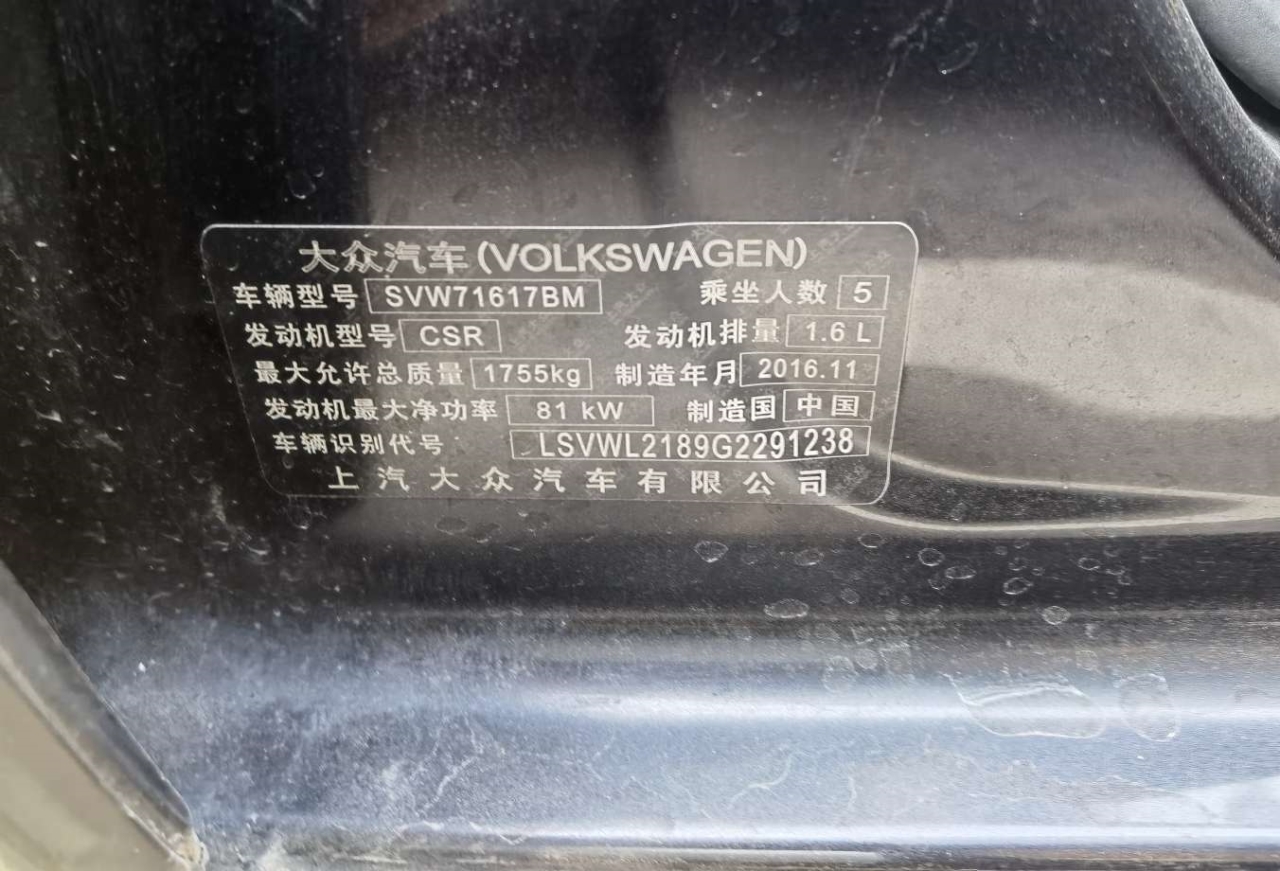 大众汽车(VOLKSWAGEN)
车辆型号 SVW71617BM 乘坐人数 5
发动机型号 CSR 发动机排量 1.6 L
最大允许总质量 1755kg 制造年月 2016.11
发动机最大净功率 81 kW 制造国 中国
车辆识别代号 LSVWL2189G2291238
上汽大众汽车有限公司